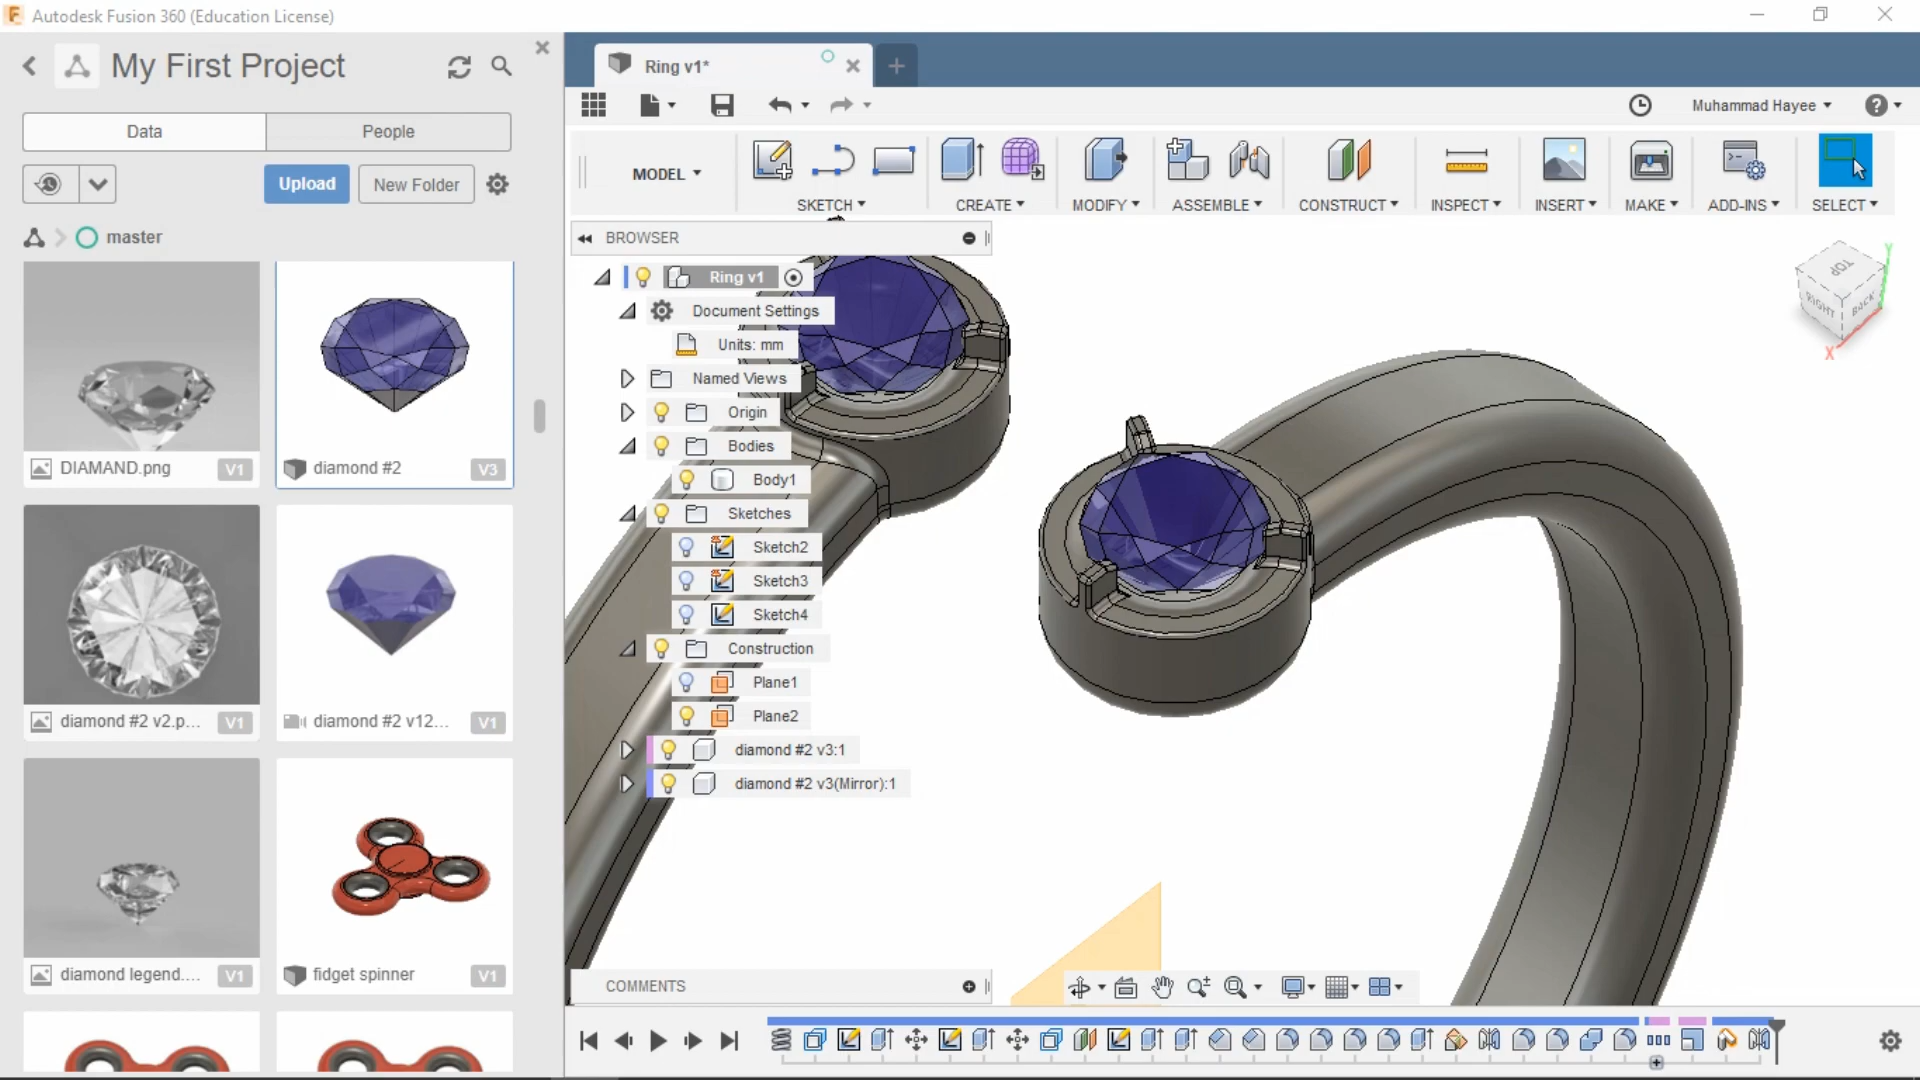 Autodesk Fusion 360 (Education License)
My First Project
Data
People
Upload
New Folder
master
DIAMAND.png
V1
diamond #2
V3
diamond #2 v2.p...
V1
diamond #2 v12...
V1
diamond legend....
V1
fidget spinner
V1
Ring v1*
Muhammad Hayee
MODEL
SKETCH
CREATE
MODIFY
ASSEMBLE
CONSTRUCT
INSPECT
INSERT
MAKE
ADD-INS
SELECT
BROWSER
Ring v1
Document Settings
Units: mm
Named Views
Origin
Bodies
Body1
Sketches
Sketch2
Sketch3
Sketch4
Construction
Plane1
Plane2
diamond #2 v3:1
diamond #2 v3(Mirror):1
TOP
RIGHT
BACK
X
Y
COMMENTS